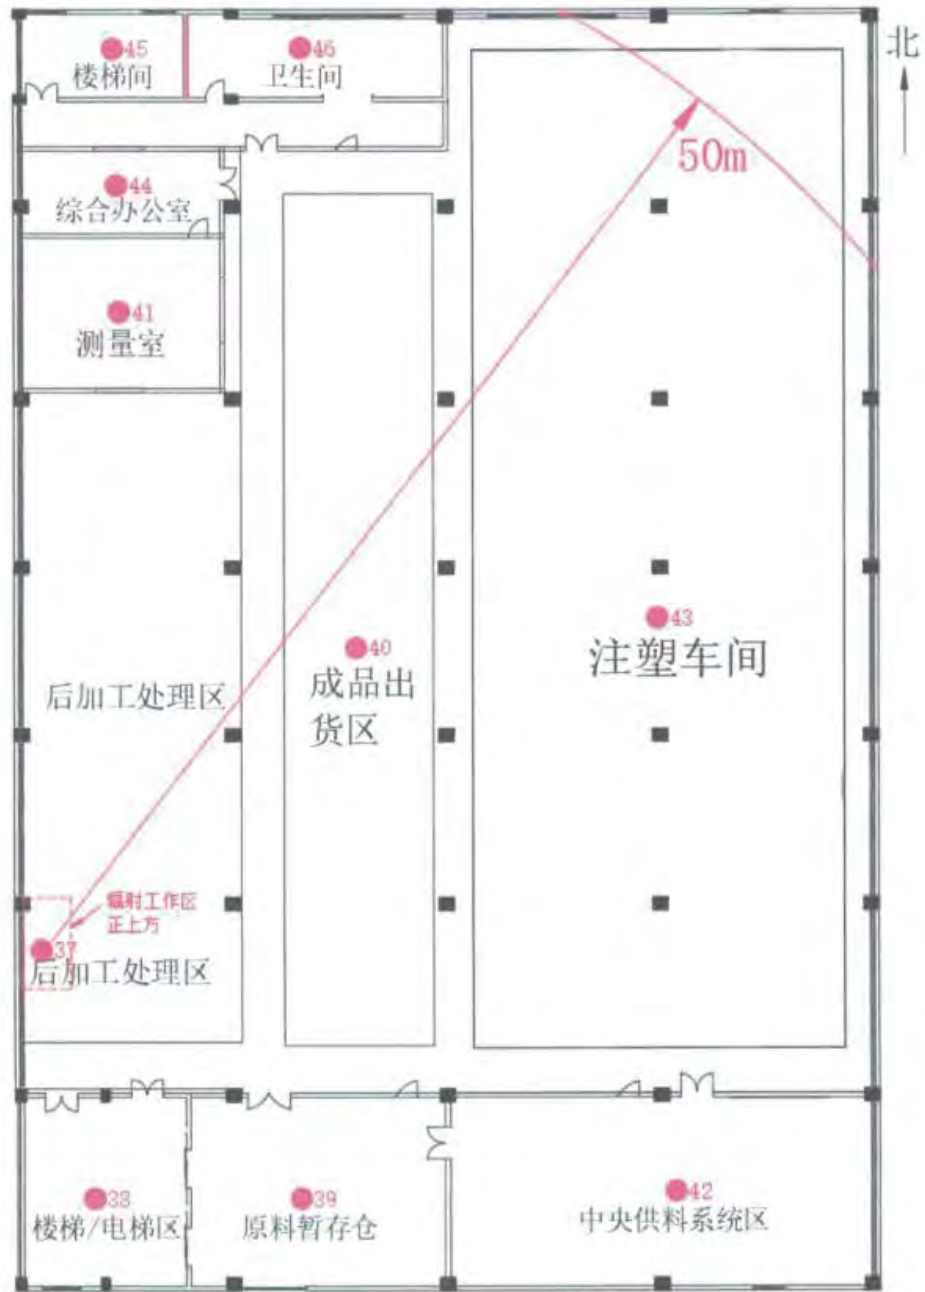 45
楼梯间
46
卫生间
北
50m
44
综合办公室
41
测量室
43
注塑车间
40
成品出
货区
后加工处理区
辐射工作区
正上方
37
后加工处理区
38
楼梯/电梯区
39
原料暂存仓
42
中央供料系统区